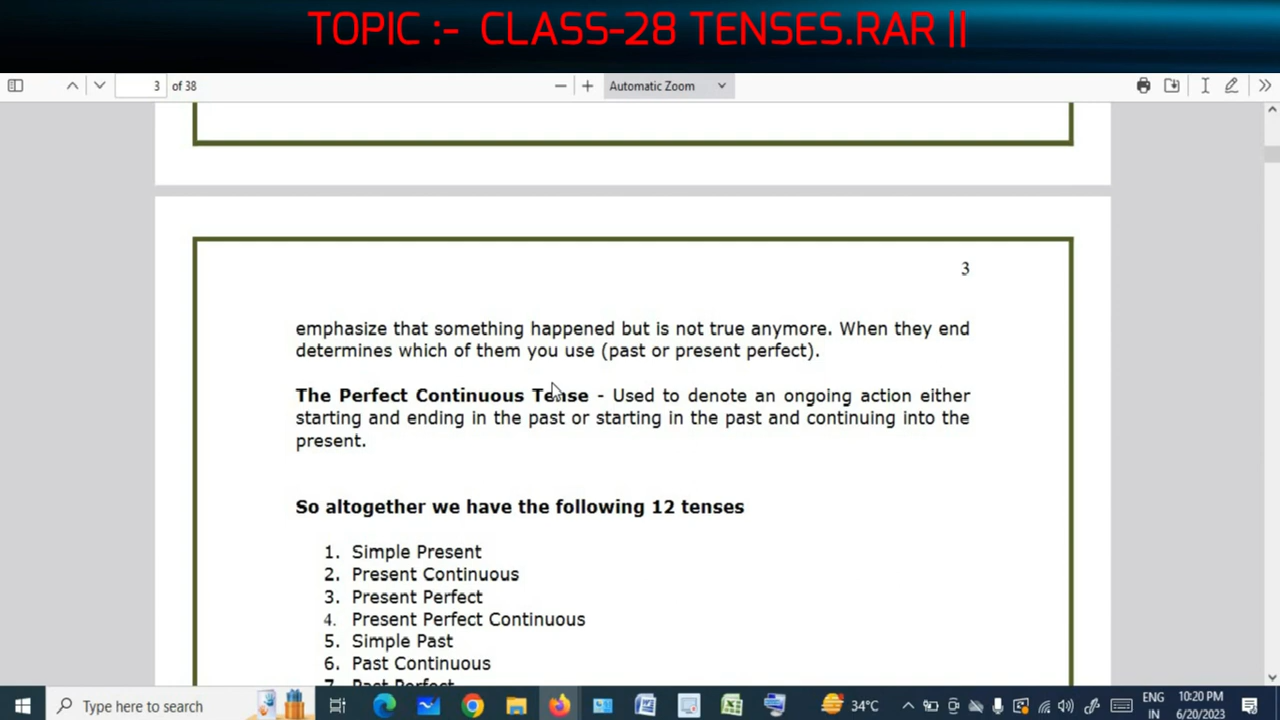 TOPIC :- CLASS-28 TENSES.RAR ||
3 of 38
Automatic Zoom
3
emphasize that something happened but is not true anymore. When they end
determines which of them you use (past or present perfect).
The Perfect Continuous Tense - Used to denote an ongoing action either
starting and ending in the past or starting in the past and continuing into the
present.
So altogether we have the following 12 tenses
1. Simple Present
2. Present Continuous
3. Present Perfect
4. Present Perfect Continuous
5. Simple Past
6. Past Continuous
7. Past Perfect
Type here to search
34°C
ENG
IN
10:20 PM
6/20/2023